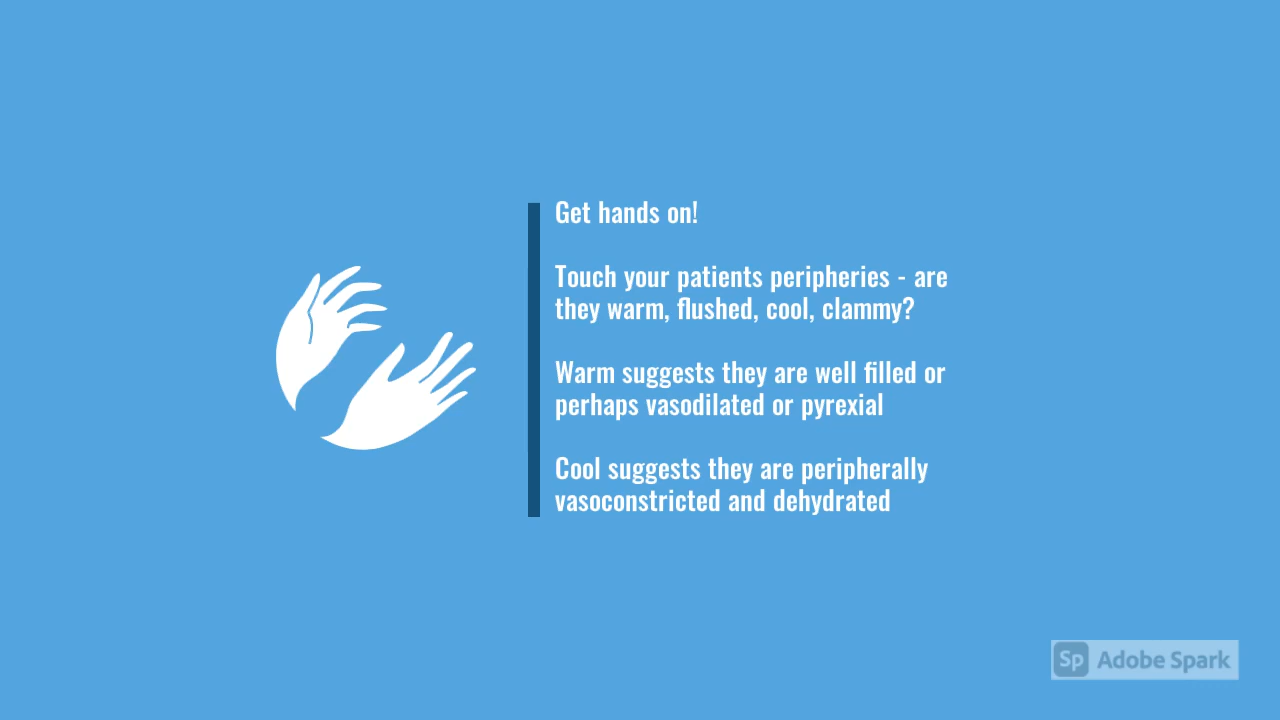 Get hands on!
Touch your patients peripheries - are
they warm, flushed, cool, clammy?
Warm suggests they are well filled or
perhaps vasodilated or pyrexial
Cool suggests they are peripherally
vasoconstricted and dehydrated
Sp Adobe Spark